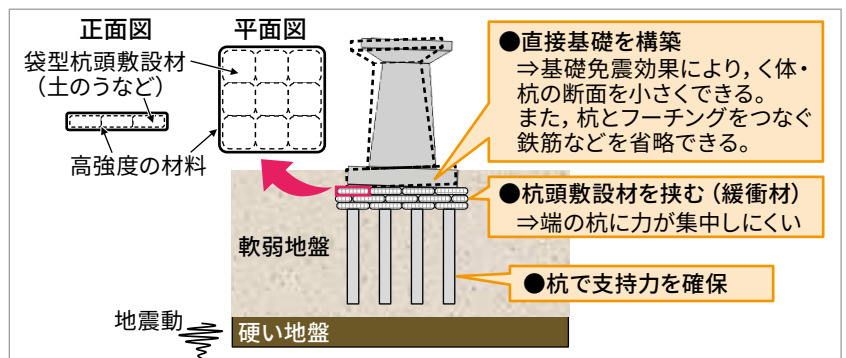 正面図
平面図
袋型杭頭敷設材
（土のうなど）
高強度の材料
●直接基礎を構築
⇒基礎免震効果により，く体・
杭の断面を小さくできる。
また，杭とフーチングをつなぐ
鉄筋などを省略できる。
●杭頭敷設材を挟む（緩衝材）
⇒端の杭に力が集中しにくい
軟弱地盤
●杭で支持力を確保
地震動
硬い地盤